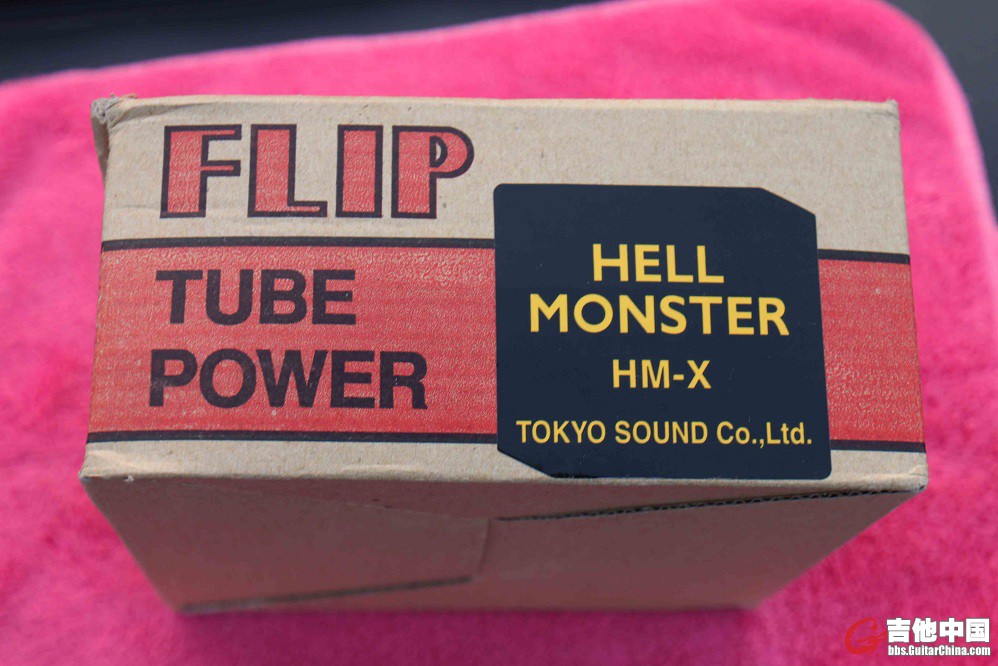 FLIP
TUBE
POWER
HELL
MONSTER
HM-X
TOKYO SOUND Co.,Ltd.
吉他中国
bbs.GuitarChina.com